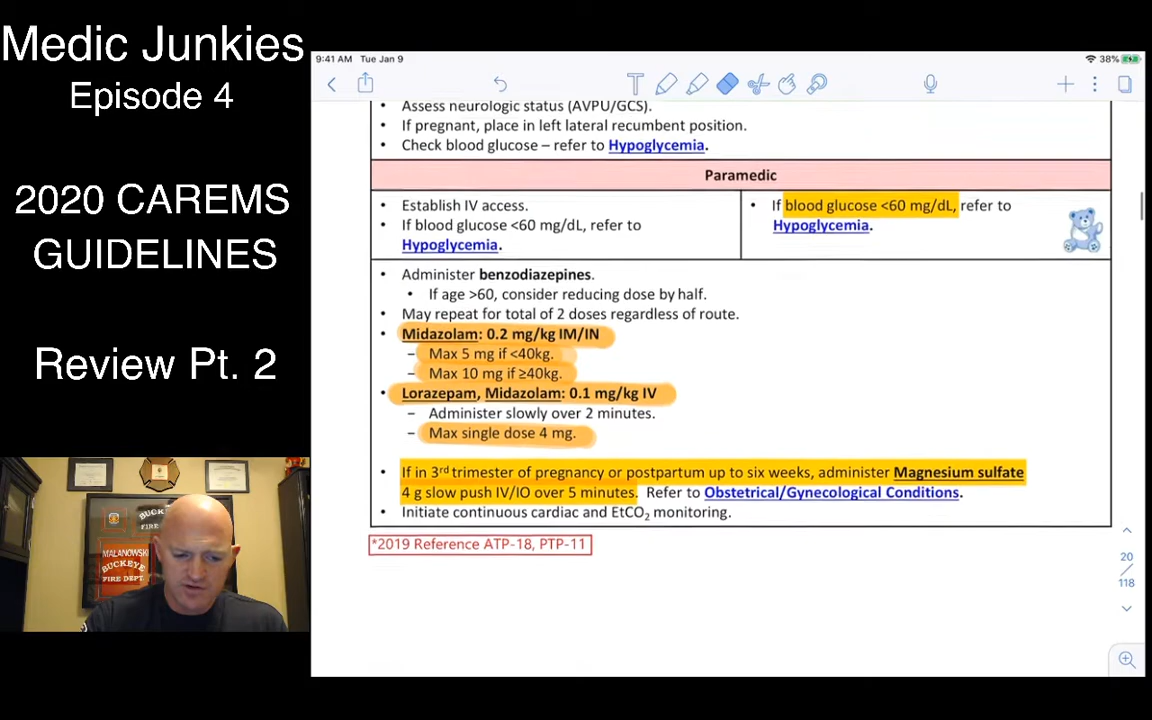 Medic Junkies
Episode 4
2020 CAREMS
GUIDELINES
Review Pt. 2
9:41 AM Tue Jan 9
38%
• Assess neurologic status (AVPU/GCS).
• If pregnant, place in left lateral recumbent position.
• Check blood glucose – refer to Hypoglycemia.
Paramedic
• Establish IV access.
• If blood glucose <60 mg/dL, refer to
Hypoglycemia.
• If blood glucose <60 mg/dL, refer to
Hypoglycemia.
• Administer benzodiazepines.
• If age >60, consider reducing dose by half.
• May repeat for total of 2 doses regardless of route.
• Midazolam: 0.2 mg/kg IM/IN
– Max 5 mg if <40kg.
– Max 10 mg if ≥40kg.
• Lorazepam, Midazolam: 0.1 mg/kg IV
– Administer slowly over 2 minutes.
– Max single dose 4 mg.
• If in 3rd trimester of pregnancy or postpartum up to six weeks, administer Magnesium sulfate
4 g slow push IV/IO over 5 minutes. Refer to Obstetrical/Gynecological Conditions.
• Initiate continuous cardiac and EtCO2 monitoring.
*2019 Reference ATP-18, PTP-11
20
118
BUCKEYE
FIRE
MALANOWSKI
BUCKEYE
FIRE DEPT.